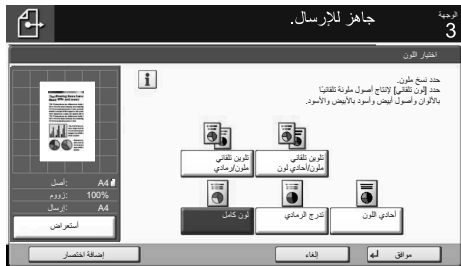 جاهز للإرسال.
الوجهة
3
اختيار اللون
حدد نسخ ملون.
حدد [لون تلقائي] لإنتاج أصول ملونة تلقائيًا
بالألوان وأصول أبيض وأسود بالأبيض والأسود.
تلوين تلقائي
ملون/أحادي لون
تلوين تلقائي
ملون/رمادي
أحادي اللون
تدرج الرمادي
لون كامل
أصل: A4
زووم: 100%
إرسال: A4
أستعراض
موافق
إلغاء
إضافة اختصار